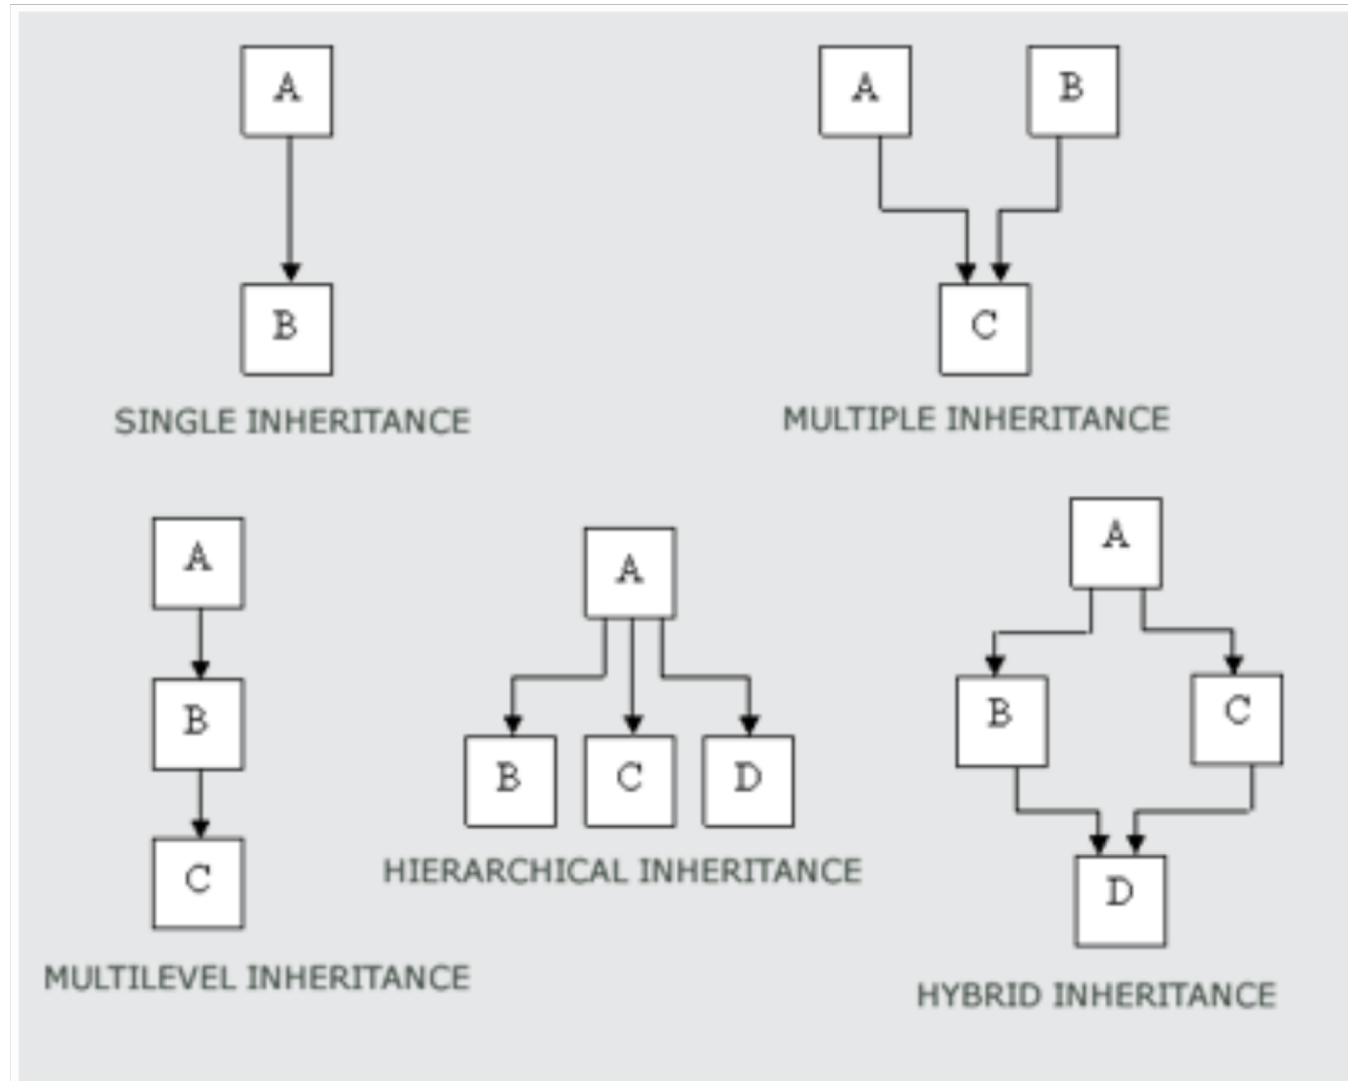 A
B
SINGLE INHERITANCE
A B
C
MULTIPLE INHERITANCE
A
B
C
MULTILEVEL INHERITANCE
A
B C D
HIERARCHICAL INHERITANCE
A
B C
D
HYBRID INHERITANCE